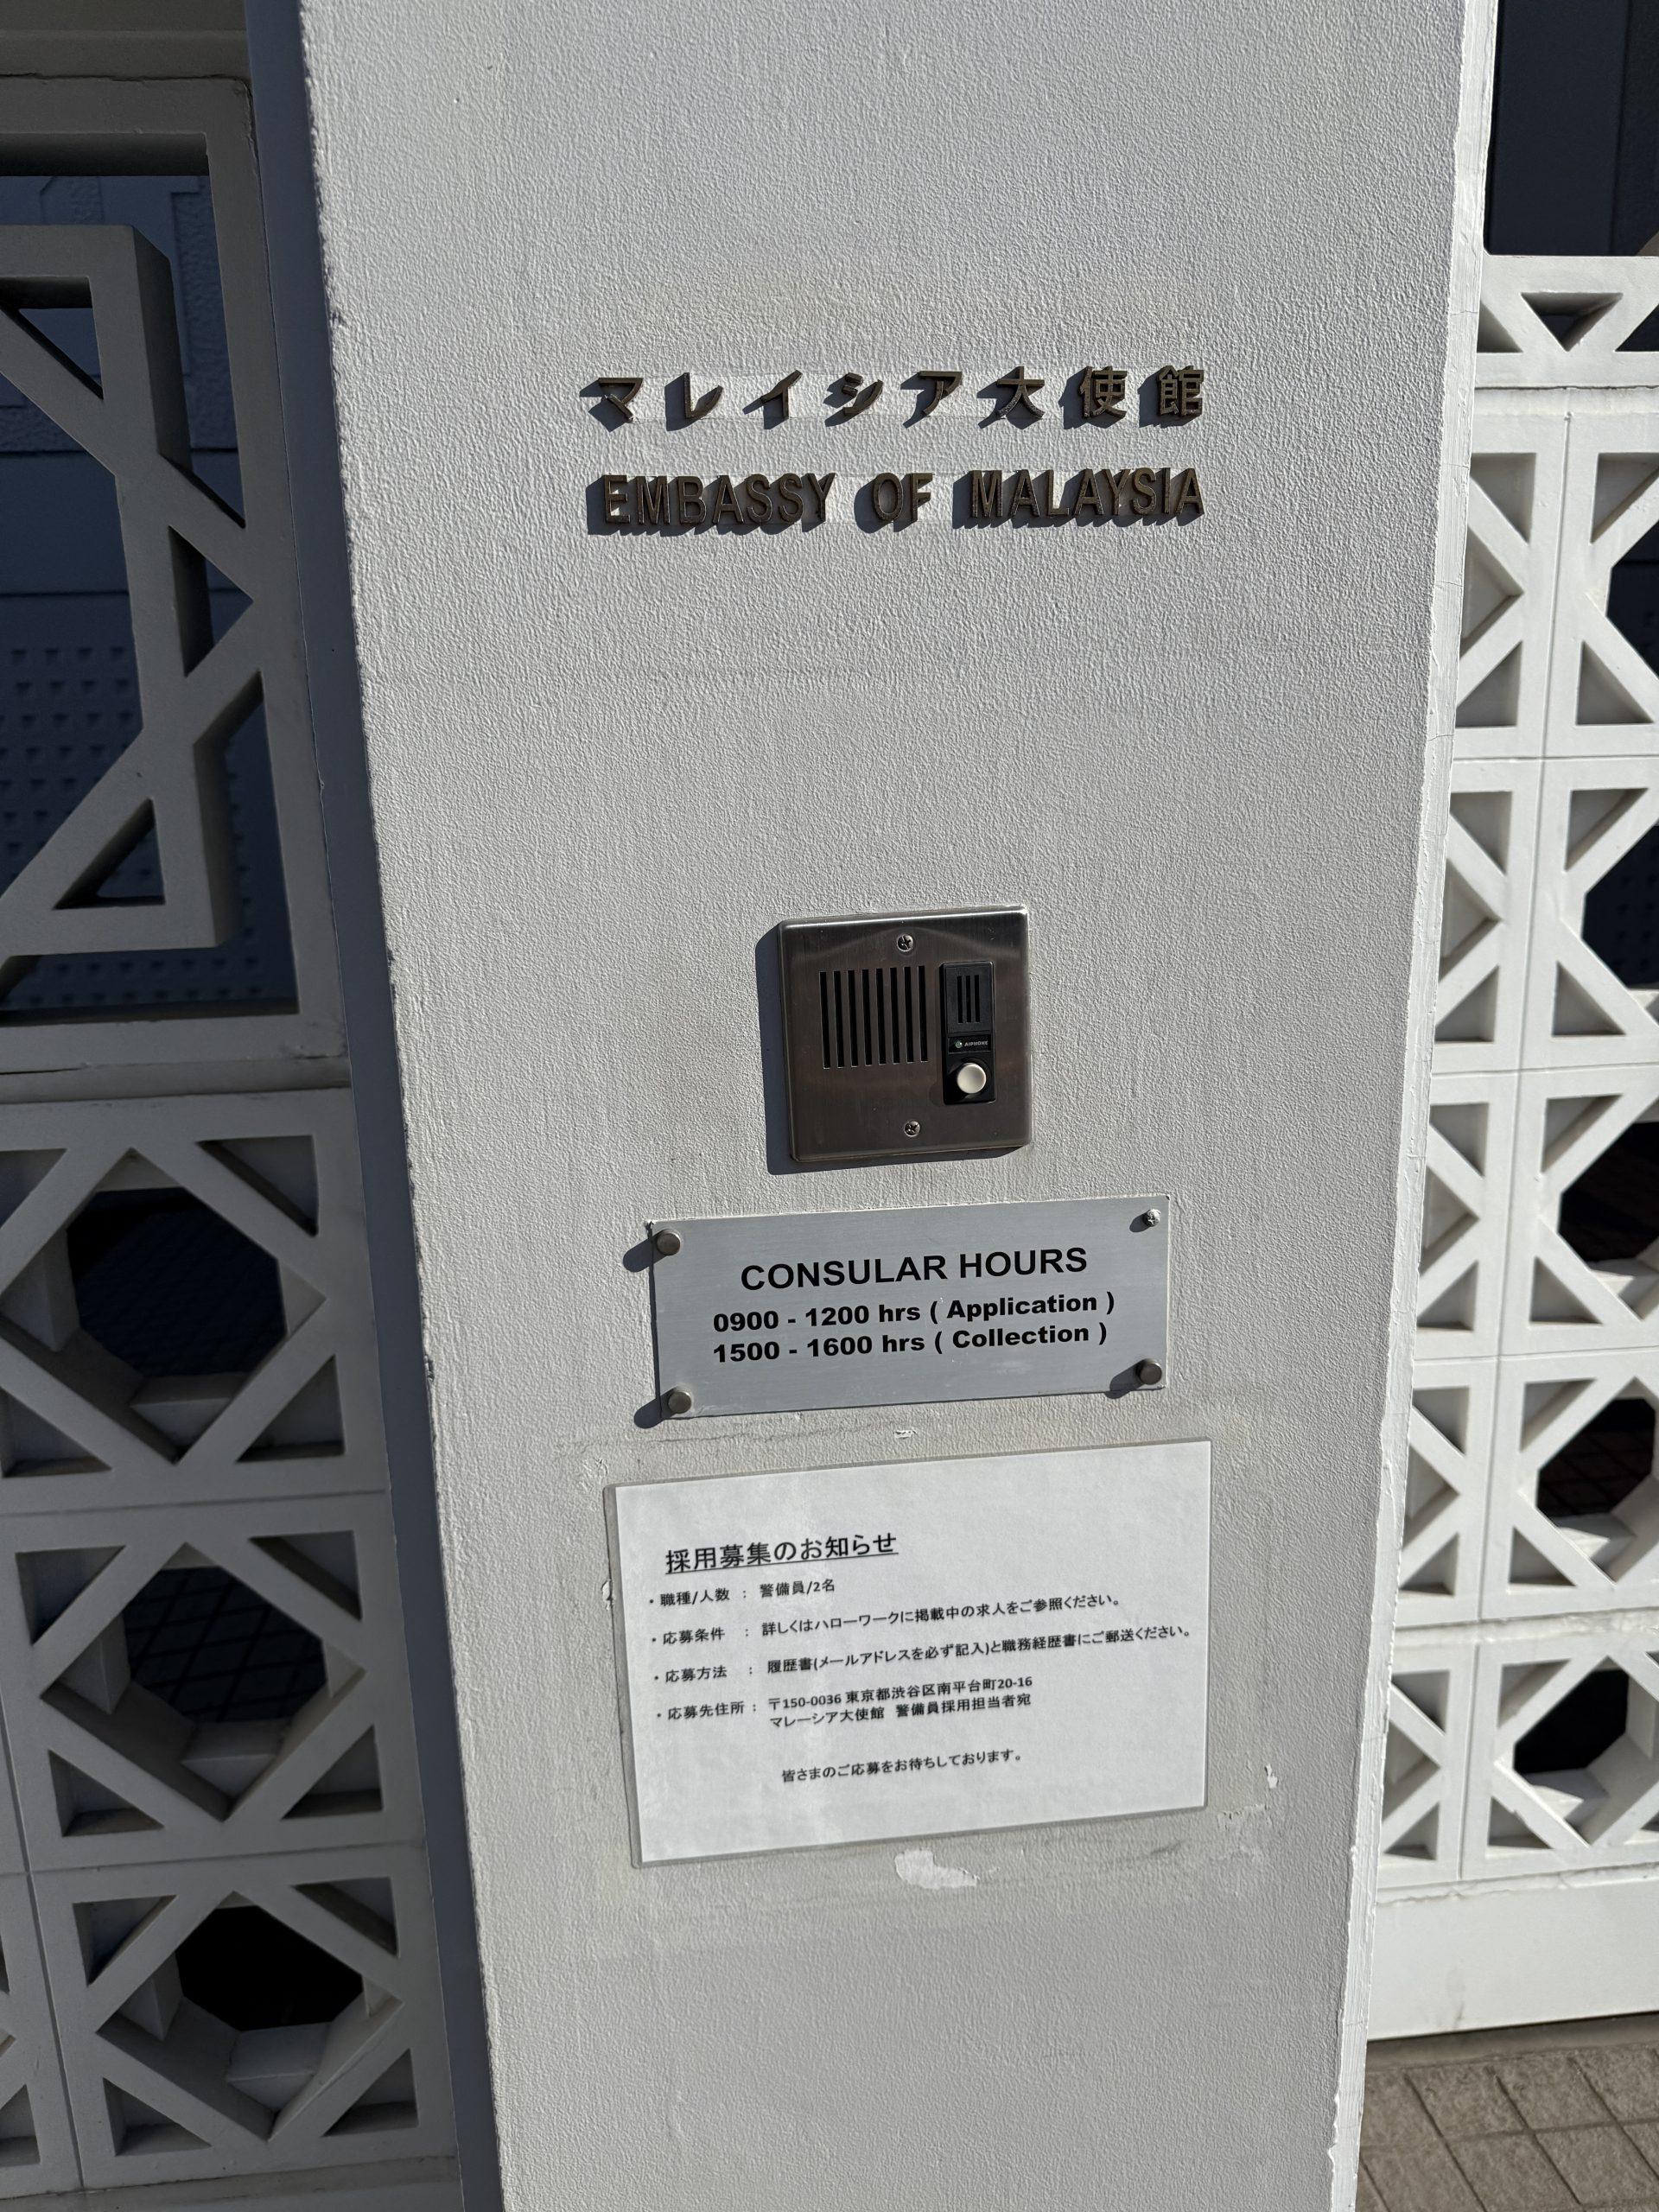 マレイシア大使館
EMBASSY OF MALAYSIA
AIPHONE
CONSULAR HOURS
0900 - 1200 hrs ( Application )
1500 - 1600 hrs ( Collection )
採用募集のお知らせ
・職種/人数 : 警備員/2名
・応募条件 : 詳しくはハローワークに掲載中の求人をご参照ください。
・応募方法 : 履歴書(メールアドレスを必ず記入)と職務経歴書にご郵送ください。
・応募先住所 : 〒150-0036 東京都渋谷区南平台町20-16
マレーシア大使館 警備員採用担当者宛
皆さまのご応募をお待ちしております。